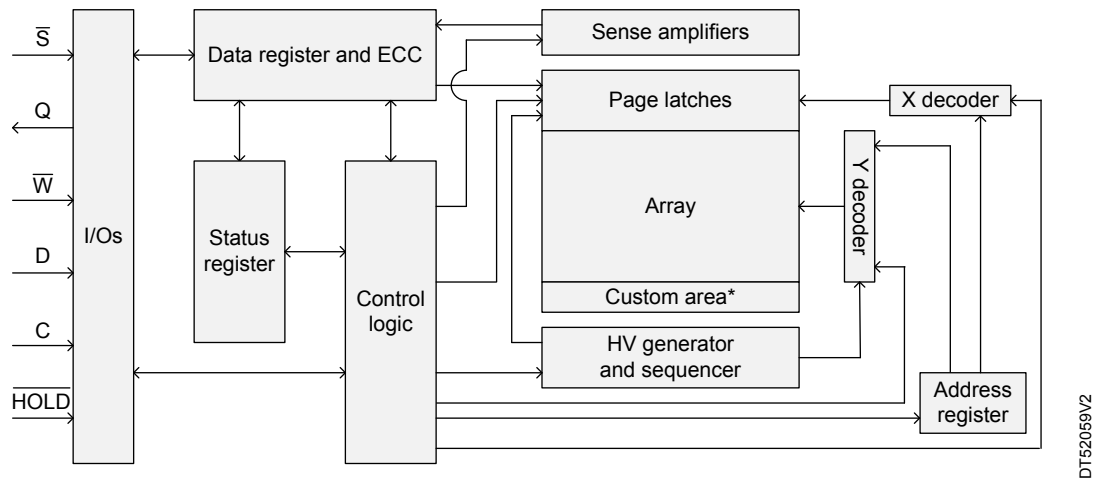 S̅
Q
W̅
D
C
H̅O̅L̅D̅
I/Os
Data register and ECC
Status
register
Control
logic
Sense amplifiers
Page latches
Array
Custom area*
HV generator
and sequencer
X decoder
Y decoder
Address
register
DT52059V2